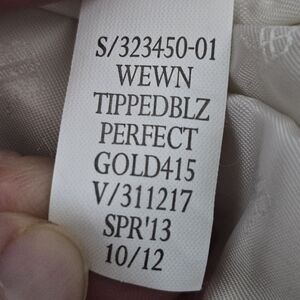 S/323450-01
WEWN
TIPPEDBLZ
PERFECT
GOLD415
V/311217
SPR'13
10/12